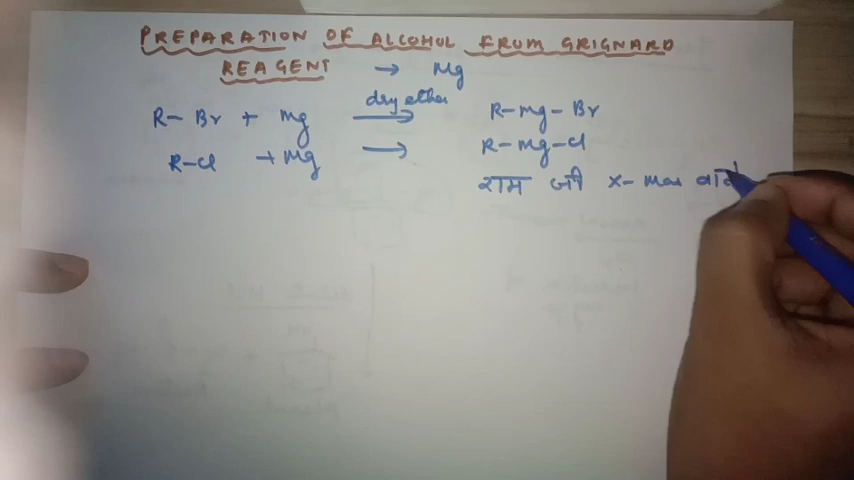 PREPARATION OF ALCOHOL FROM GRIGNARD
REAGENT → Mg
R- Br + Mg dry ether → R-Mg-Br
R-Cl + Mg → R-Mg-Cl
राम जी X-mas